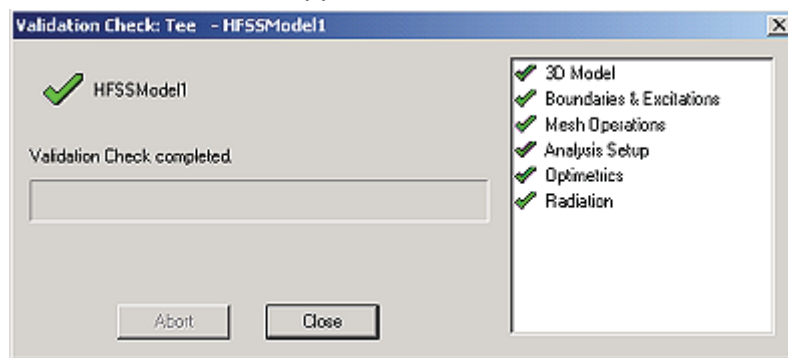 Validation Check: Tee - HFSSModel1
HFSSModel1
Validation Check completed.
Abort
Close
3D Model
Boundaries & Excitations
Mesh Operations
Analysis Setup
Optimetrics
Radiation